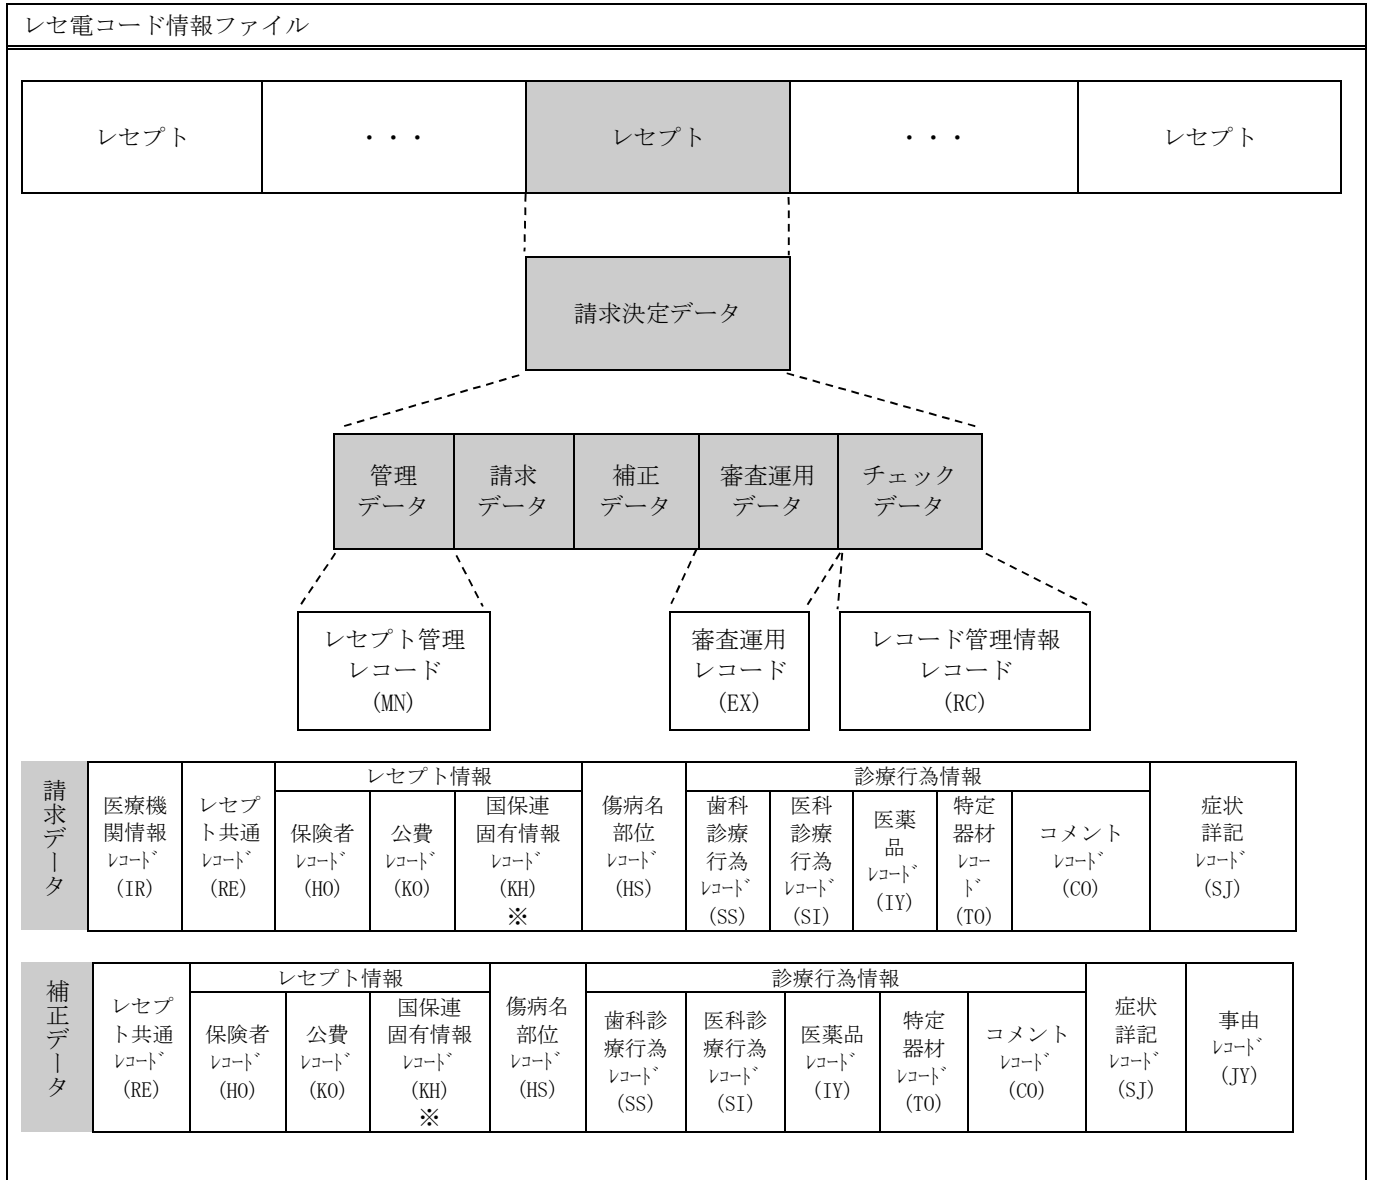 レセ電コード情報ファイル
レセプト
・・・
レセプト
・・・
レセプト
請求決定データ
管理
データ
請求
データ
補正
データ
審査運用
データ
チェック
データ
レセプト管理
レコード
(MN)
審査運用
レコード
(EX)
レコード管理情報
レコード
(RC)
請求データ
医療機
関情報
ﾚｺｰﾄﾞ
(IR)
レセプ
ト共通
ﾚｺｰﾄﾞ
(RE)
レセプト情報
保険者
ﾚｺｰﾄﾞ
(HO)
公費
ﾚｺｰﾄﾞ
(KO)
国保連
固有情報
ﾚｺｰﾄﾞ
(KH)
※
傷病名
部位
ﾚｺｰﾄﾞ
(HS)
診療行為情報
歯科
診療
行為
ﾚｺｰﾄﾞ
(SS)
医科
診療
行為
ﾚｺｰﾄﾞ
(SI)
医薬
品
ﾚｺｰﾄﾞ
(IY)
特定
器材
ﾚｺｰ
ﾄﾞ
(TO)
コメント
ﾚｺｰﾄﾞ
(CO)
症状
詳記
ﾚｺｰﾄﾞ
(SJ)
補正データ
レセプ
ト共通
ﾚｺｰﾄﾞ
(RE)
レセプト情報
保険者
ﾚｺｰﾄﾞ
(HO)
公費
ﾚｺｰﾄﾞ
(KO)
国保連
固有情報
ﾚｺｰﾄﾞ
(KH)
※
傷病名
部位
ﾚｺｰﾄﾞ
(HS)
診療行為情報
歯科診
療行為
ﾚｺｰﾄﾞ
(SS)
医科診
療行為
ﾚｺｰﾄﾞ
(SI)
医薬品
ﾚｺｰﾄﾞ
(IY)
特定
器材
ﾚｺｰﾄﾞ
(TO)
コメント
ﾚｺｰﾄﾞ
(CO)
症状
詳記
ﾚｺｰﾄﾞ
(SJ)
事由
ﾚｺｰﾄﾞ
(JY)